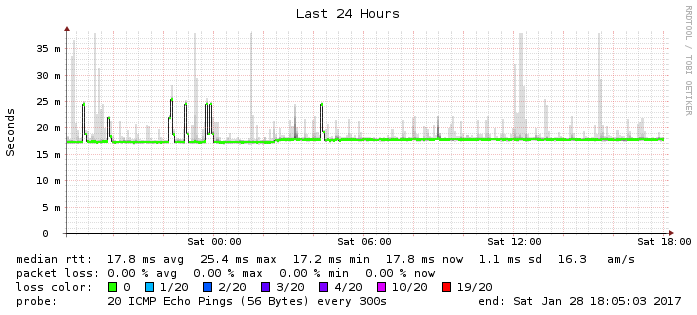 Last 24 Hours
RRDTOOL / TOBI OETIKER
Seconds
35 m
30 m
25 m
20 m
15 m
10 m
5 m
0
Sat 00:00 Sat 06:00 Sat 12:00 Sat 18:00
median rtt: 17.8 ms avg 25.4 ms max 17.2 ms min 17.8 ms now 1.1 ms sd 16.3 am/s
packet loss: 0.00 % avg 0.00 % max 0.00 % min 0.00 % now
loss color: 0 1/20 2/20 3/20 4/20 10/20 19/20
probe: 20 ICMP Echo Pings (56 Bytes) every 300s end: Sat Jan 28 18:05:03 2017